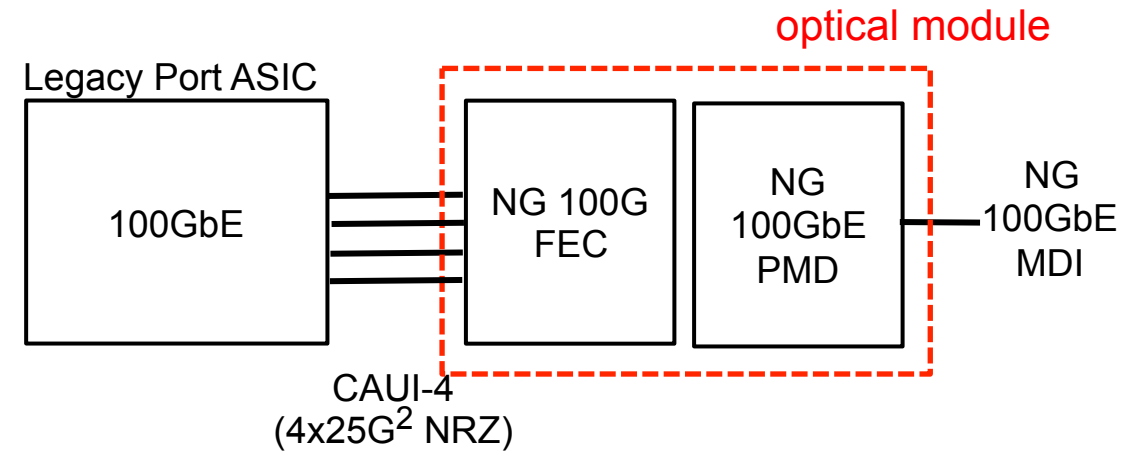 optical module
Legacy Port ASIC
100GbE
NG 100G
FEC
NG
100GbE
PMD
NG
100GbE
MDI
CAUI-4
(4x25G² NRZ)